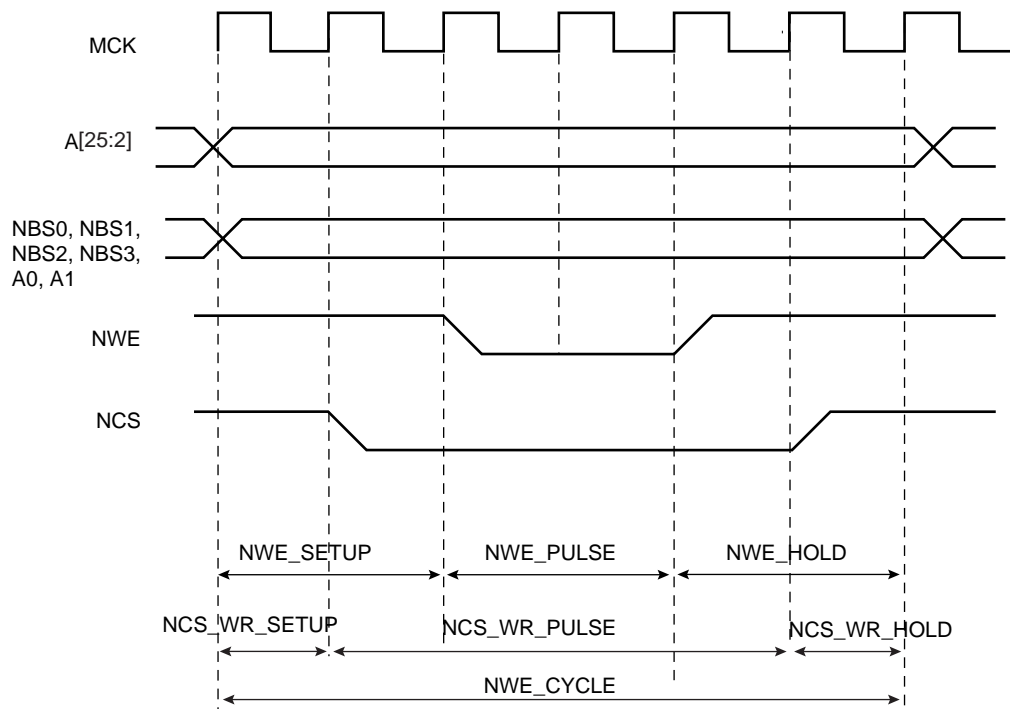 MCK
A[25:2]
NBS0, NBS1,
NBS2, NBS3,
A0, A1
NWE
NCS
NWE_SETUP
NWE_PULSE
NWE_HOLD
NCS_WR_SETUP
NCS_WR_PULSE
NCS_WR_HOLD
NWE_CYCLE